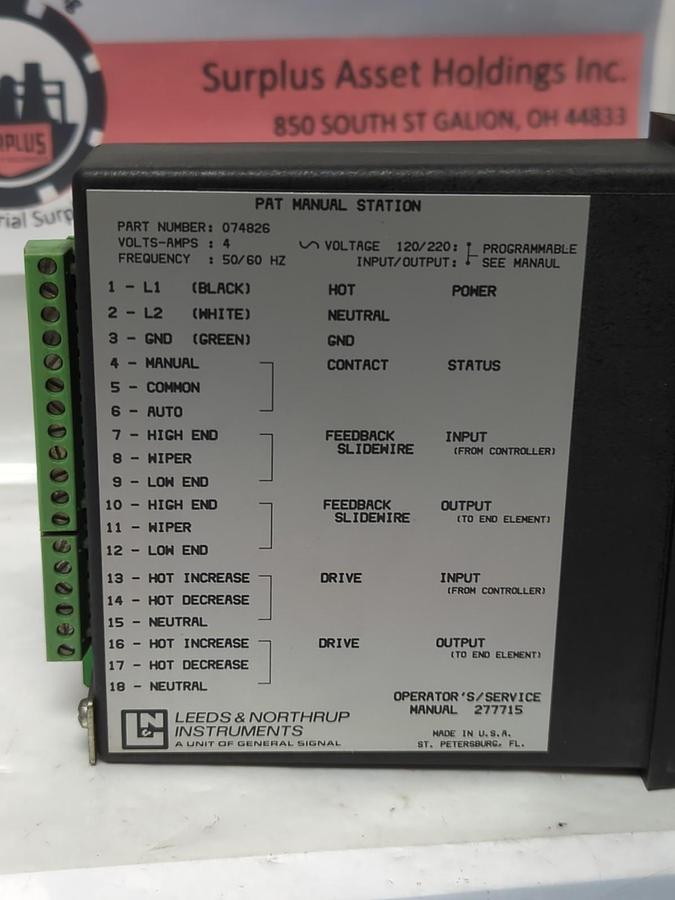 Surplus Asset Holdings Inc.
850 SOUTH ST GALION, OH 44833
PAT MANUAL STATION
PART NUMBER: 074826
VOLTS-AMPS : 4
FREQUENCY : 50/60 HZ
VOLTAGE 120/220:
INPUT/OUTPUT:
PROGRAMMABLE
SEE MANAUL
1 - L1 (BLACK) HOT POWER
2 - L2 (WHITE) NEUTRAL
3 - GND (GREEN) GND
4 - MANUAL CONTACT STATUS
5 - COMMON
6 - AUTO
7 - HIGH END FEEDBACK INPUT
8 - WIPER SLIDEWIRE (FROM CONTROLLER)
9 - LOW END
10 - HIGH END FEEDBACK OUTPUT
11 - WIPER SLIDEWIRE (TO END ELEMENT)
12 - LOW END
13 - HOT INCREASE DRIVE INPUT
(FROM CONTROLLER)
14 - HOT DECREASE
15 - NEUTRAL
16 - HOT INCREASE DRIVE OUTPUT
(TO END ELEMENT)
17 - HOT DECREASE
18 - NEUTRAL
OPERATOR'S/SERVICE
MANUAL 277715
LN&C
LEEDS & NORTHRUP
INSTRUMENTS
A UNIT OF GENERAL SIGNAL
MADE IN U.S.A.
ST. PETERSBURG, FL.